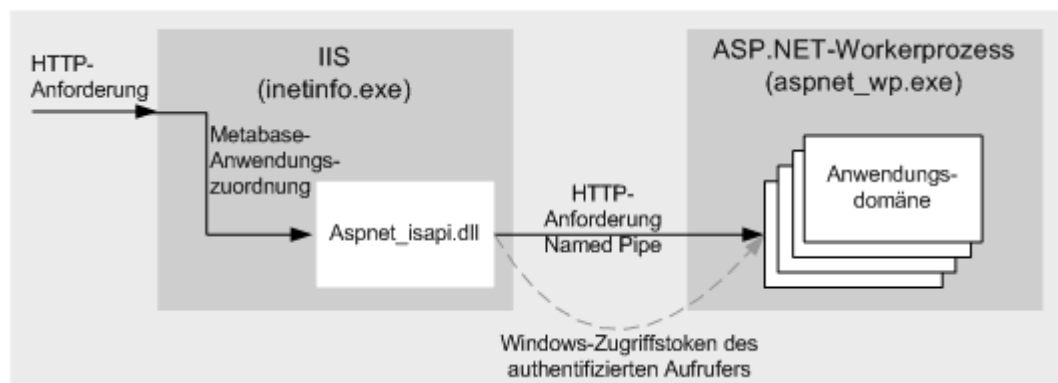 HTTP-
Anforderung
IIS
(inetinfo.exe)
Metabase-
Anwendungs-
zuordnung
Aspnet_isapi.dll
HTTP-
Anforderung
Named Pipe
ASP.NET-Workerprozess
(aspnet_wp.exe)
Anwendungs-
domäne
Windows-Zugriffstoken des
authentifizierten Aufrufers